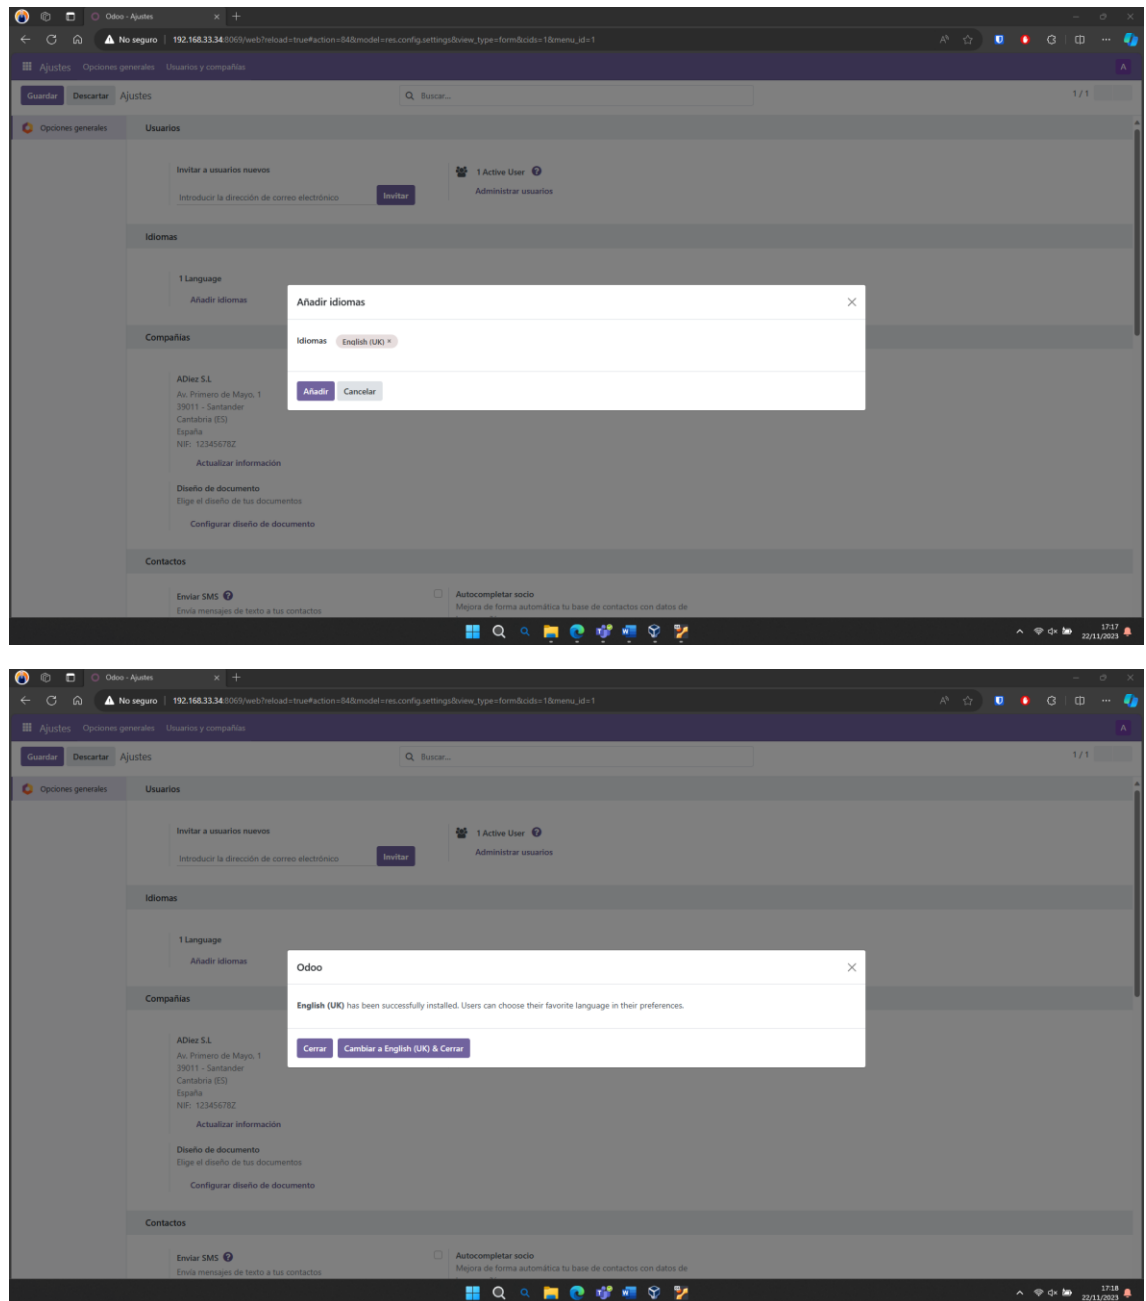 Odoo - Ajustes
No seguro | 192.168.33.34:8069/web?reload=true#action=84&model=res.config.settings&view_type=form&cids=1&menu_id=1
Ajustes Opciones generales Usuarios y compañías A
Guardar Descartar Ajustes Buscar... 1 / 1
Opciones generales Usuarios
Invitar a usuarios nuevos 1 Active User
Introducir la dirección de correo electrónico Invitar Administrar usuarios
Idiomas
1 Language
Añadir idiomas
Añadir idiomas
Idiomas English (UK) ×
Añadir Cancelar
Compañías
ADiez S.L
Av. Primero de Mayo, 1
39011 - Santander
Cantabria (ES)
España
NIF: 12345678Z
Actualizar información
Diseño de documento
Elige el diseño de tus documentos
Configurar diseño de documento
Contactos
Enviar SMS Autocompletar socio
Envía mensajes de texto a tus contactos Mejora de forma automática tu base de contactos con datos de
17:17
22/11/2023
Odoo - Ajustes
No seguro | 192.168.33.34:8069/web?reload=true#action=84&model=res.config.settings&view_type=form&cids=1&menu_id=1
Ajustes Opciones generales Usuarios y compañías A
Guardar Descartar Ajustes Buscar... 1 / 1
Opciones generales Usuarios
Invitar a usuarios nuevos 1 Active User
Introducir la dirección de correo electrónico Invitar Administrar usuarios
Idiomas
1 Language
Añadir idiomas
Odoo
English (UK) has been successfully installed. Users can choose their favorite language in their preferences.
Cerrar Cambiar a English (UK) & Cerrar
Compañías
ADiez S.L
Av. Primero de Mayo, 1
39011 - Santander
Cantabria (ES)
España
NIF: 12345678Z
Actualizar información
Diseño de documento
Elige el diseño de tus documentos
Configurar diseño de documento
Contactos
Enviar SMS Autocompletar socio
Envía mensajes de texto a tus contactos Mejora de forma automática tu base de contactos con datos de
17:18
22/11/2023